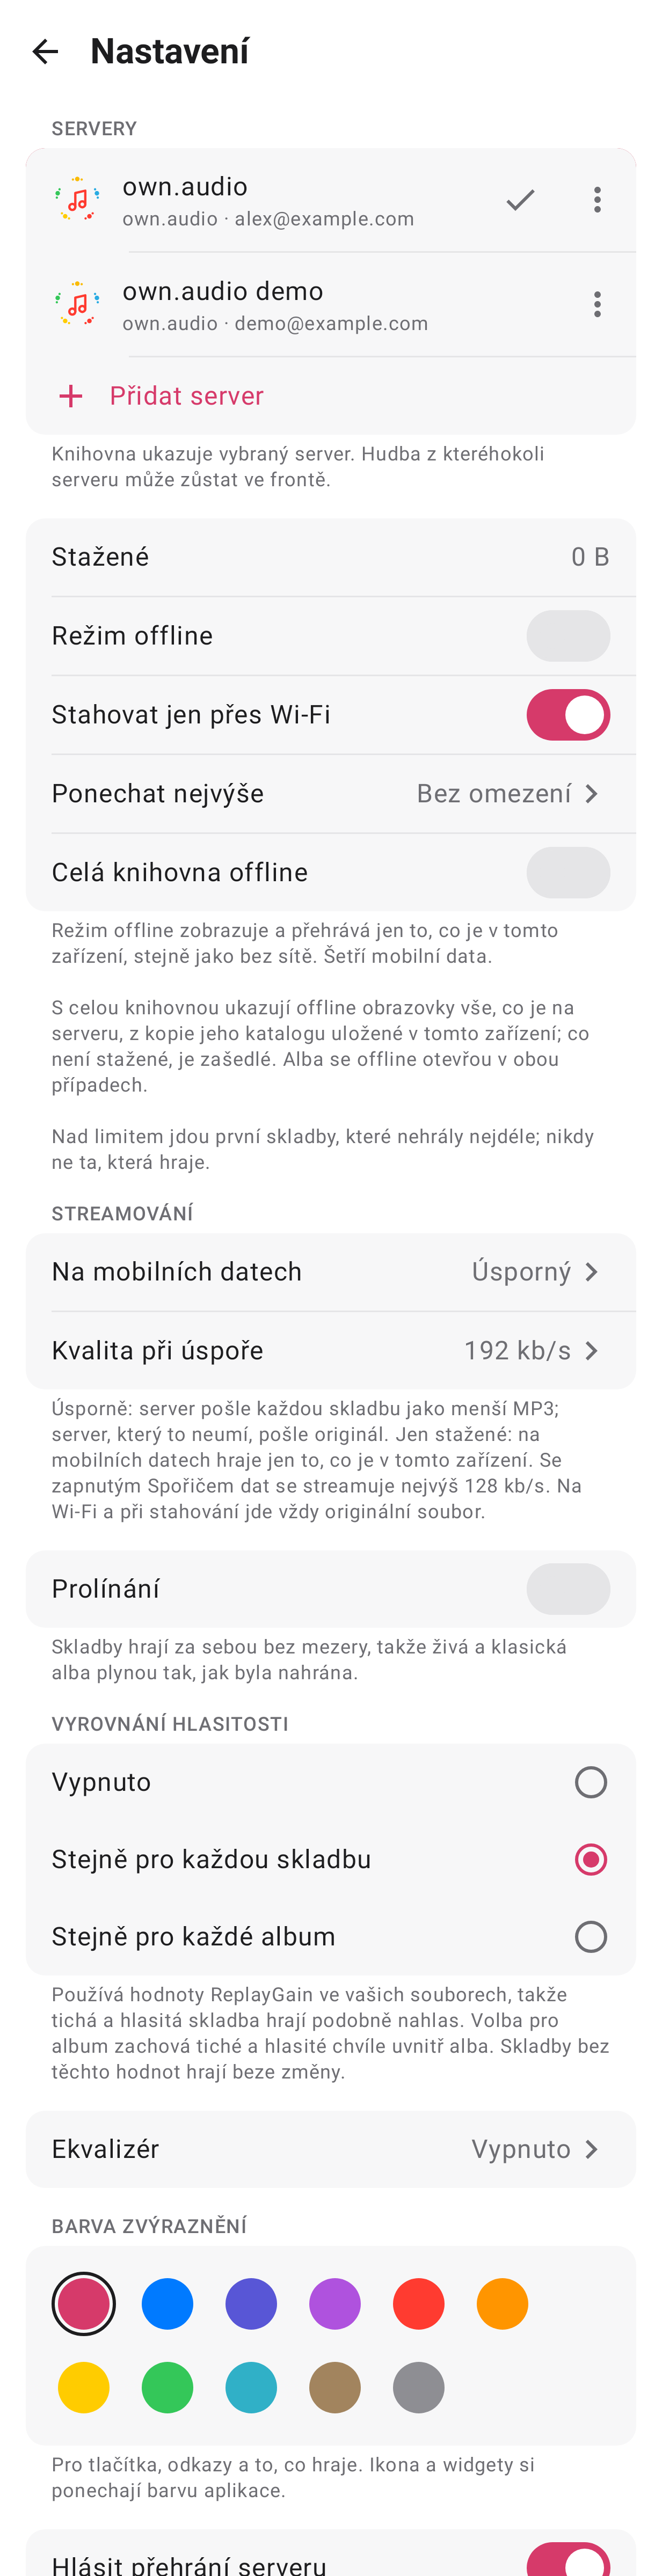 Nastavení
SERVERY
own.audio
own.audio · alex@example.com
own.audio demo
own.audio · demo@example.com
Přidat server
Knihovna ukazuje vybraný server. Hudba z kteréhokoli
serveru může zůstat ve frontě.
Stažené 0 B
Režim offline
Stahovat jen přes Wi-Fi
Ponechat nejvýše Bez omezení
Celá knihovna offline
Režim offline zobrazuje a přehrává jen to, co je v tomto
zařízení, stejně jako bez sítě. Šetří mobilní data.
S celou knihovnou ukazují offline obrazovky vše, co je na
serveru, z kopie jeho katalogu uložené v tomto zařízení; co
není stažené, je zašedlé. Alba se offline otevřou v obou
případech.
Nad limitem jdou první skladby, které nehrály nejdéle; nikdy
ne ta, která hraje.
STREAMOVÁNÍ
Na mobilních datech Úsporný
Kvalita při úspoře 192 kb/s
Úsporně: server pošle každou skladbu jako menší MP3;
server, který to neumí, pošle originál. Jen stažené: na
mobilních datech hraje jen to, co je v tomto zařízení. Se
zapnutým Spořičem dat se streamuje nejvýš 128 kb/s. Na
Wi-Fi a při stahování jde vždy originální soubor.
Prolínání
Skladby hrají za sebou bez mezery, takže živá a klasická
alba plynou tak, jak byla nahrána.
VYROVNÁNÍ HLASITOSTI
Vypnuto
Stejně pro každou skladbu
Stejně pro každé album
Používá hodnoty ReplayGain ve vašich souborech, takže
tichá a hlasitá skladba hrají podobně nahlas. Volba pro
album zachová tiché a hlasité chvíle uvnitř alba. Skladby bez
těchto hodnot hrají beze změny.
Ekvalizér Vypnuto
BARVA ZVÝRAZNĚNÍ
Pro tlačítka, odkazy a to, co hraje. Ikona a widgety si
ponechají barvu aplikace.
Hlásit přehrání serveru